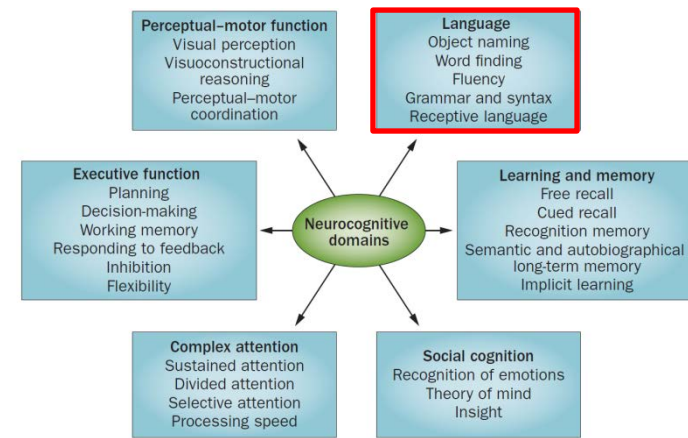 Perceptual–motor function
Visual perception
Visuoconstructional
reasoning
Perceptual–motor
coordination
Language
Object naming
Word finding
Fluency
Grammar and syntax
Receptive language
Executive function
Planning
Decision-making
Working memory
Responding to feedback
Inhibition
Flexibility
Neurocognitive
domains
Learning and memory
Free recall
Cued recall
Recognition memory
Semantic and autobiographical
long-term memory
Implicit learning
Complex attention
Sustained attention
Divided attention
Selective attention
Processing speed
Social cognition
Recognition of emotions
Theory of mind
Insight